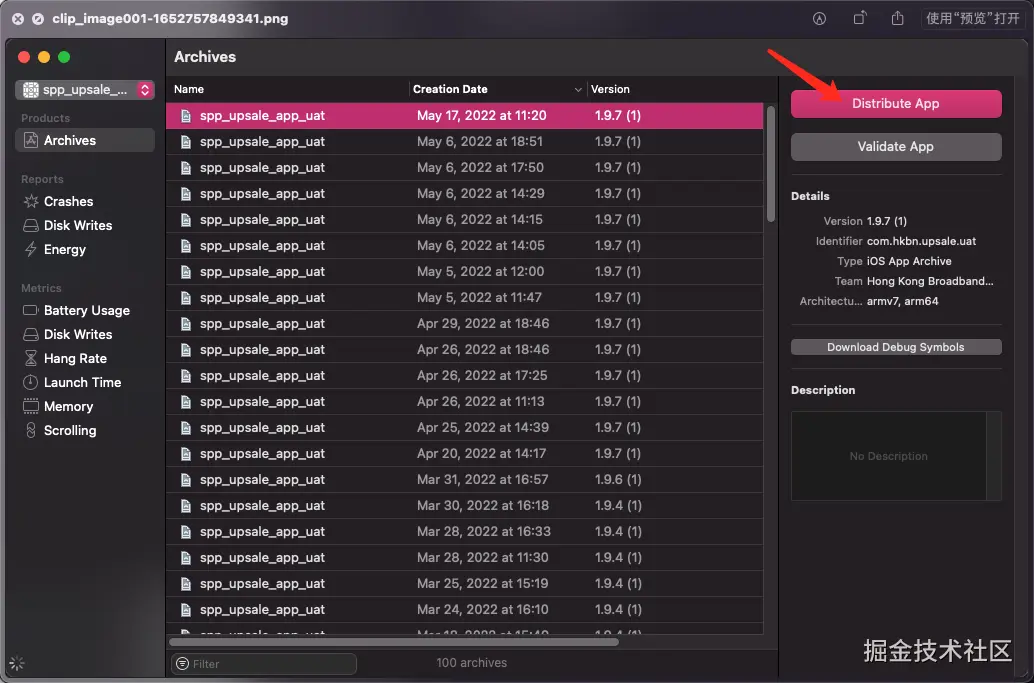 clip_image001-1652757849341.png
使用“预览”打开
Archives
spp_upsale_...
Products
Archives
Reports
Crashes
Disk Writes
Energy
Metrics
Battery Usage
Disk Writes
Hang Rate
Launch Time
Memory
Scrolling
Name Creation Date Version
spp_upsale_app_uat May 17, 2022 at 11:20 1.9.7 (1)
spp_upsale_app_uat May 6, 2022 at 18:51 1.9.7 (1)
spp_upsale_app_uat May 6, 2022 at 17:50 1.9.7 (1)
spp_upsale_app_uat May 6, 2022 at 14:29 1.9.7 (1)
spp_upsale_app_uat May 6, 2022 at 14:15 1.9.7 (1)
spp_upsale_app_uat May 6, 2022 at 14:05 1.9.7 (1)
spp_upsale_app_uat May 5, 2022 at 12:00 1.9.7 (1)
spp_upsale_app_uat May 5, 2022 at 11:47 1.9.7 (1)
spp_upsale_app_uat Apr 29, 2022 at 18:46 1.9.7 (1)
spp_upsale_app_uat Apr 26, 2022 at 18:46 1.9.7 (1)
spp_upsale_app_uat Apr 26, 2022 at 17:25 1.9.7 (1)
spp_upsale_app_uat Apr 26, 2022 at 11:13 1.9.7 (1)
spp_upsale_app_uat Apr 25, 2022 at 14:39 1.9.7 (1)
spp_upsale_app_uat Apr 20, 2022 at 14:17 1.9.7 (1)
spp_upsale_app_uat Mar 31, 2022 at 16:57 1.9.6 (1)
spp_upsale_app_uat Mar 30, 2022 at 16:18 1.9.4 (1)
spp_upsale_app_uat Mar 28, 2022 at 16:33 1.9.4 (1)
spp_upsale_app_uat Mar 28, 2022 at 11:30 1.9.4 (1)
spp_upsale_app_uat Mar 25, 2022 at 15:19 1.9.4 (1)
spp_upsale_app_uat Mar 24, 2022 at 16:10 1.9.4 (1)
Filter
100 archives
Distribute App
Validate App
Details
Version 1.9.7 (1)
Identifier com.hkbn.upsale.uat
Type iOS App Archive
Team Hong Kong Broadband...
Architectu... armv7, arm64
Download Debug Symbols
Description
No Description
掘金技术社区